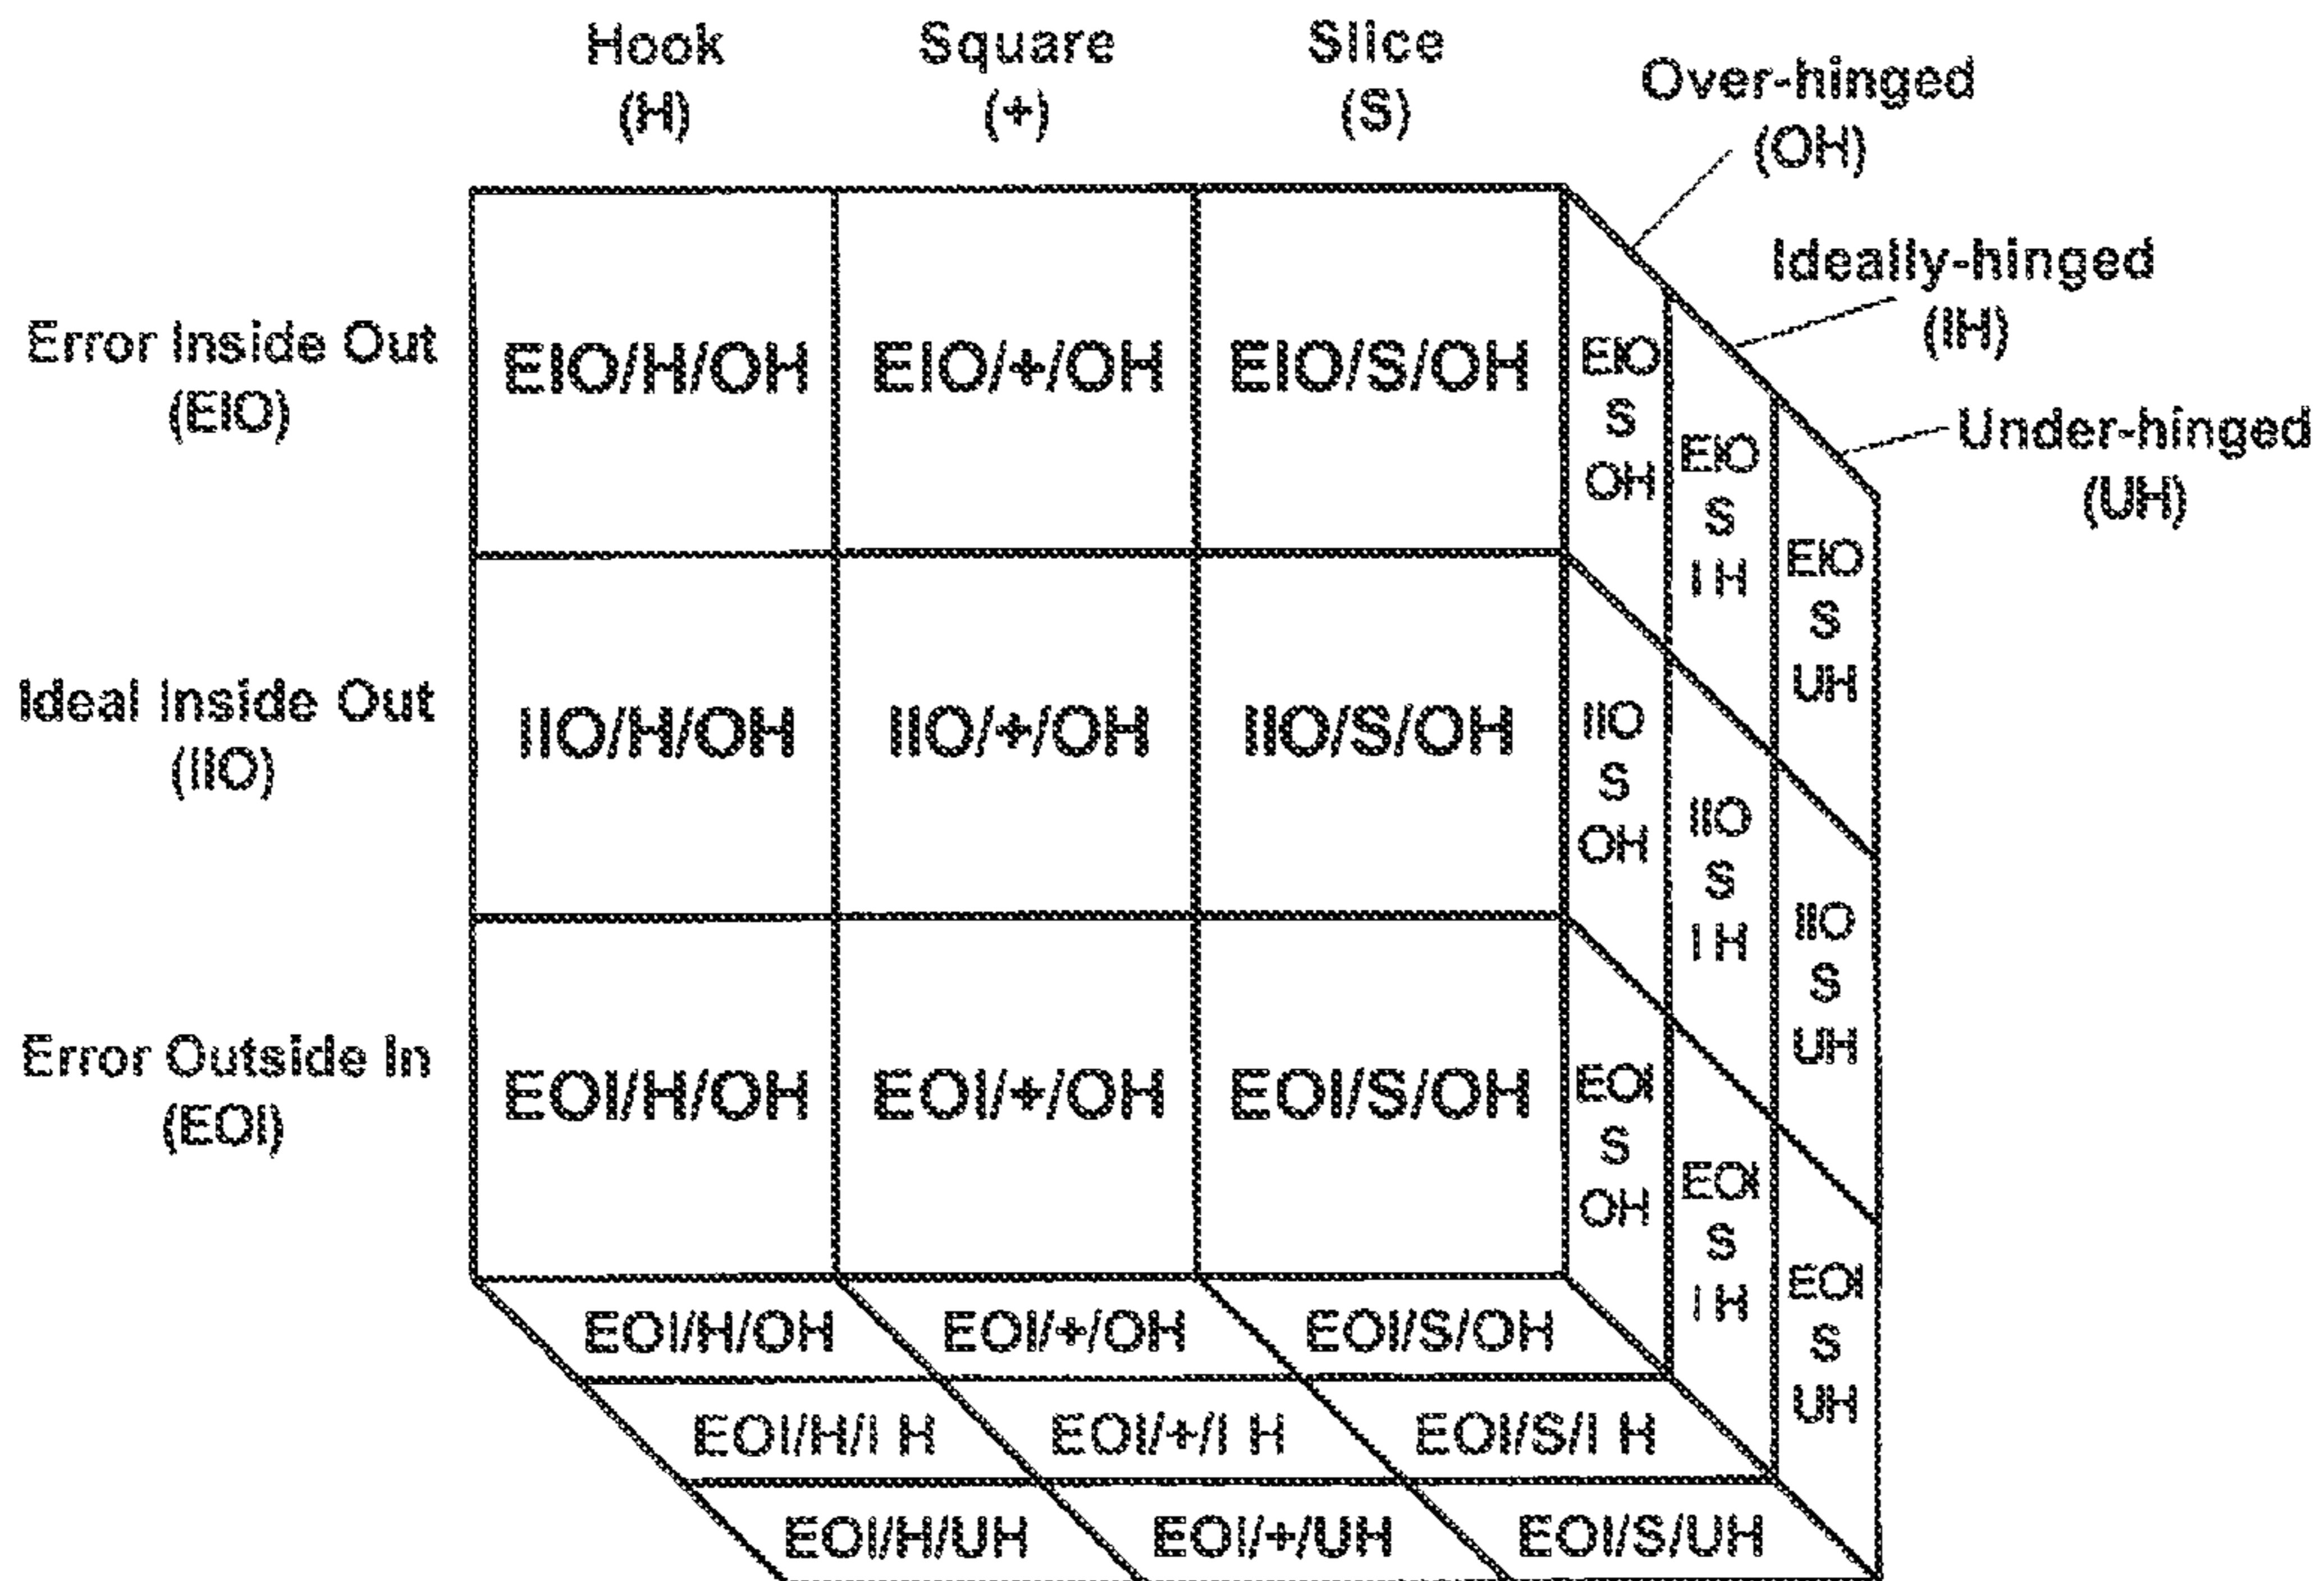 Hook
(H)
Square
(+)
Slice
(S)
Over-hinged
(OH)
Ideally-hinged
(IH)
Under-hinged
(UH)
Error Inside Out
(EIO)
EIO/H/OH
EIO/+/OH
EIO/S/OH
EIO
S
OH
EIO
S
I H
EIO
S
UH
Ideal Inside Out
(IIO)
IIO/H/OH
IIO/+/OH
IIO/S/OH
IIO
S
OH
IIO
S
I H
IIO
S
UH
Error Outside In
(EOI)
EOI/H/OH
EOI/+/OH
EOI/S/OH
EOI
S
OH
EOI
S
I H
EOI
S
UH
EOI/H/OH
EOI/+/OH
EOI/S/OH
EOI/H/I H
EOI/+/I H
EOI/S/I H
EOI/H/UH
EOI/+/UH
EOI/S/UH